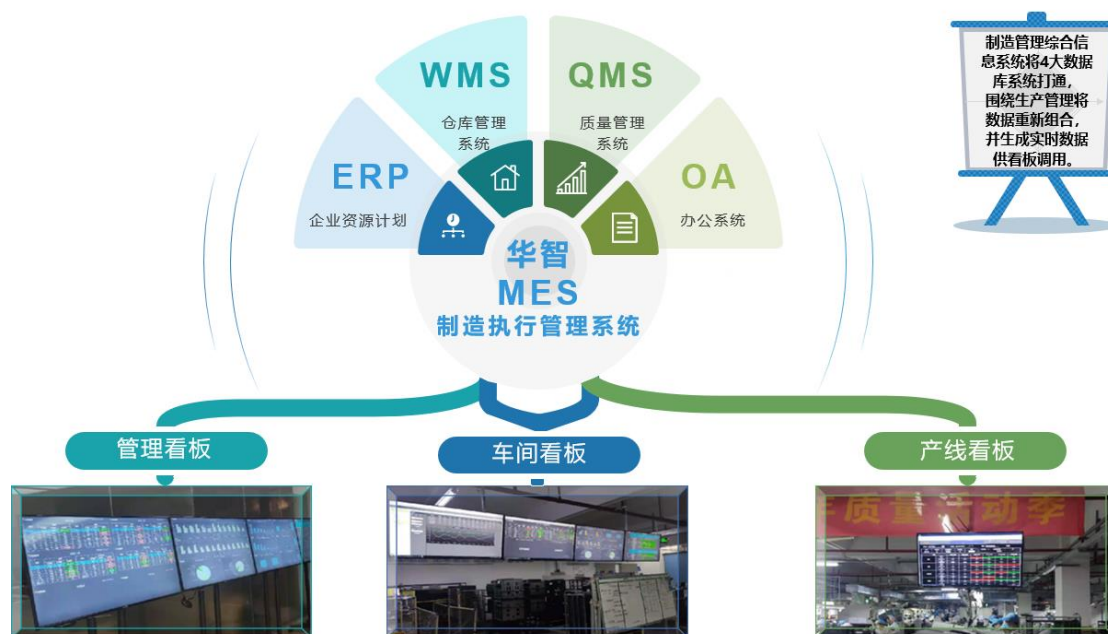 WMS
仓库管理
系统
QMS
质量管理
系统
ERP
企业资源计划
OA
办公系统
制造管理综合信
息系统将4大数据
库系统打通，
围绕生产管理将
数据重新组合，
并生成实时数据
供看板调用。
华智
MES
制造执行管理系统
管理看板
车间看板
产线看板
质量活动季